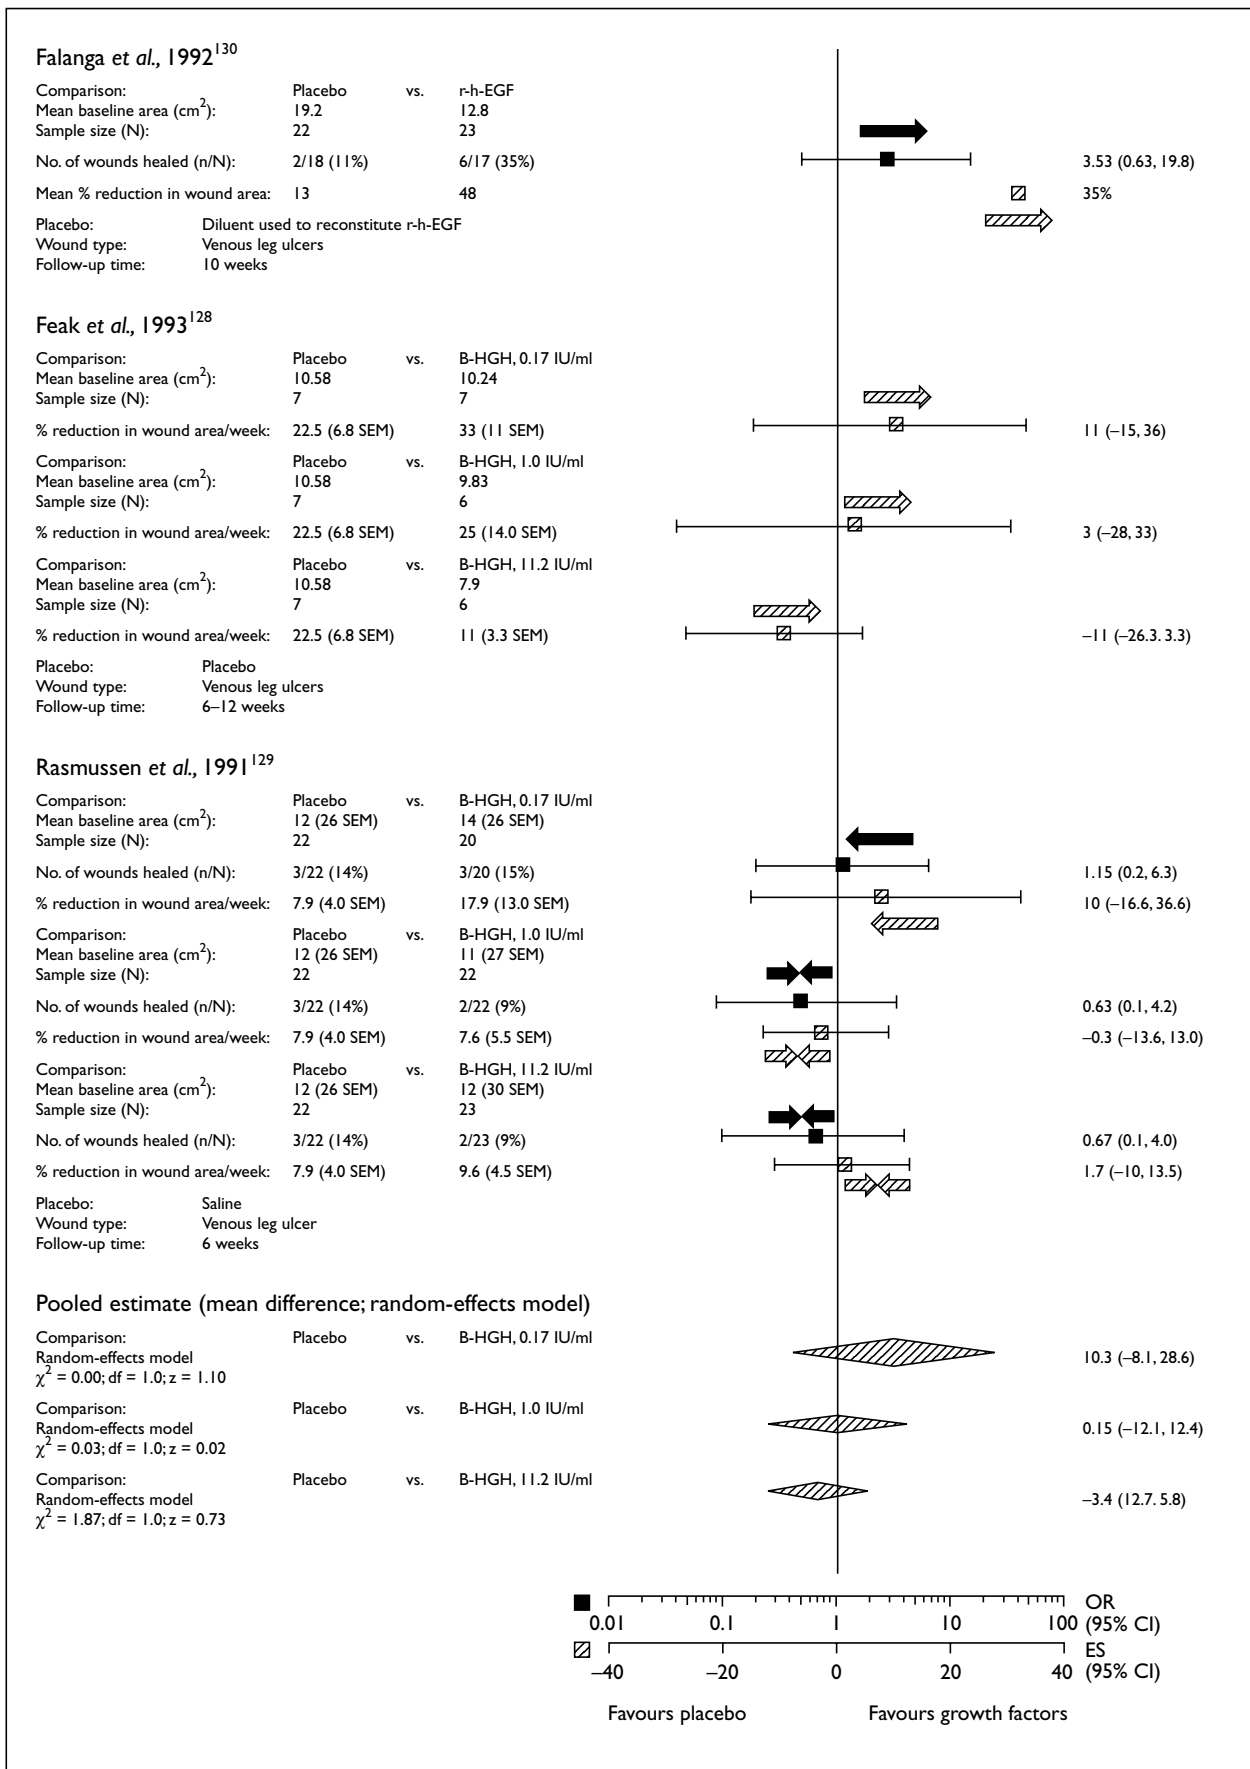 Falanga et al., 1992130
Comparison: Placebo vs. r-h-EGF
Mean baseline area (cm2): 19.2 12.8
Sample size (N): 22 23
No. of wounds healed (n/N): 2/18 (11%) 6/17 (35%) 3.53 (0.63, 19.8)
Mean % reduction in wound area: 13 48 35%
Placebo: Diluent used to reconstitute r-h-EGF
Wound type: Venous leg ulcers
Follow-up time: 10 weeks
Feak et al., 1993128
Comparison: Placebo vs. B-HGH, 0.17 IU/ml
Mean baseline area (cm2): 10.58 10.24
Sample size (N): 7 7
% reduction in wound area/week: 22.5 (6.8 SEM) 33 (11 SEM) 11 (–15, 36)
Comparison: Placebo vs. B-HGH, 1.0 IU/ml
Mean baseline area (cm2): 10.58 9.83
Sample size (N): 7 6
% reduction in wound area/week: 22.5 (6.8 SEM) 25 (14.0 SEM) 3 (–28, 33)
Comparison: Placebo vs. B-HGH, 11.2 IU/ml
Mean baseline area (cm2): 10.58 7.9
Sample size (N): 7 6
% reduction in wound area/week: 22.5 (6.8 SEM) 11 (3.3 SEM) –11 (–26.3. 3.3)
Placebo: Placebo
Wound type: Venous leg ulcers
Follow-up time: 6–12 weeks
Rasmussen et al., 1991129
Comparison: Placebo vs. B-HGH, 0.17 IU/ml
Mean baseline area (cm2): 12 (26 SEM) 14 (26 SEM)
Sample size (N): 22 20
No. of wounds healed (n/N): 3/22 (14%) 3/20 (15%) 1.15 (0.2, 6.3)
% reduction in wound area/week: 7.9 (4.0 SEM) 17.9 (13.0 SEM) 10 (–16.6, 36.6)
Comparison: Placebo vs. B-HGH, 1.0 IU/ml
Mean baseline area (cm2): 12 (26 SEM) 11 (27 SEM)
Sample size (N): 22 22
No. of wounds healed (n/N): 3/22 (14%) 2/22 (9%) 0.63 (0.1, 4.2)
% reduction in wound area/week: 7.9 (4.0 SEM) 7.6 (5.5 SEM) –0.3 (–13.6, 13.0)
Comparison: Placebo vs. B-HGH, 11.2 IU/ml
Mean baseline area (cm2): 12 (26 SEM) 12 (30 SEM)
Sample size (N): 22 23
No. of wounds healed (n/N): 3/22 (14%) 2/23 (9%) 0.67 (0.1, 4.0)
% reduction in wound area/week: 7.9 (4.0 SEM) 9.6 (4.5 SEM) 1.7 (–10, 13.5)
Placebo: Saline
Wound type: Venous leg ulcer
Follow-up time: 6 weeks
Pooled estimate (mean difference; random-effects model)
Comparison: Placebo vs. B-HGH, 0.17 IU/ml
Random-effects model 10.3 (–8.1, 28.6)
χ2 = 0.00; df = 1.0; z = 1.10
Comparison: Placebo vs. B-HGH, 1.0 IU/ml
Random-effects model 0.15 (–12.1, 12.4)
χ2 = 0.03; df = 1.0; z = 0.02
Comparison: Placebo vs. B-HGH, 11.2 IU/ml
Random-effects model –3.4 (12.7. 5.8)
χ2 = 1.87; df = 1.0; z = 0.73
OR
0.01 0.1 1 10 100 (95% CI)
ES
–40 –20 0 20 40 (95% CI)
Favours placebo Favours growth factors